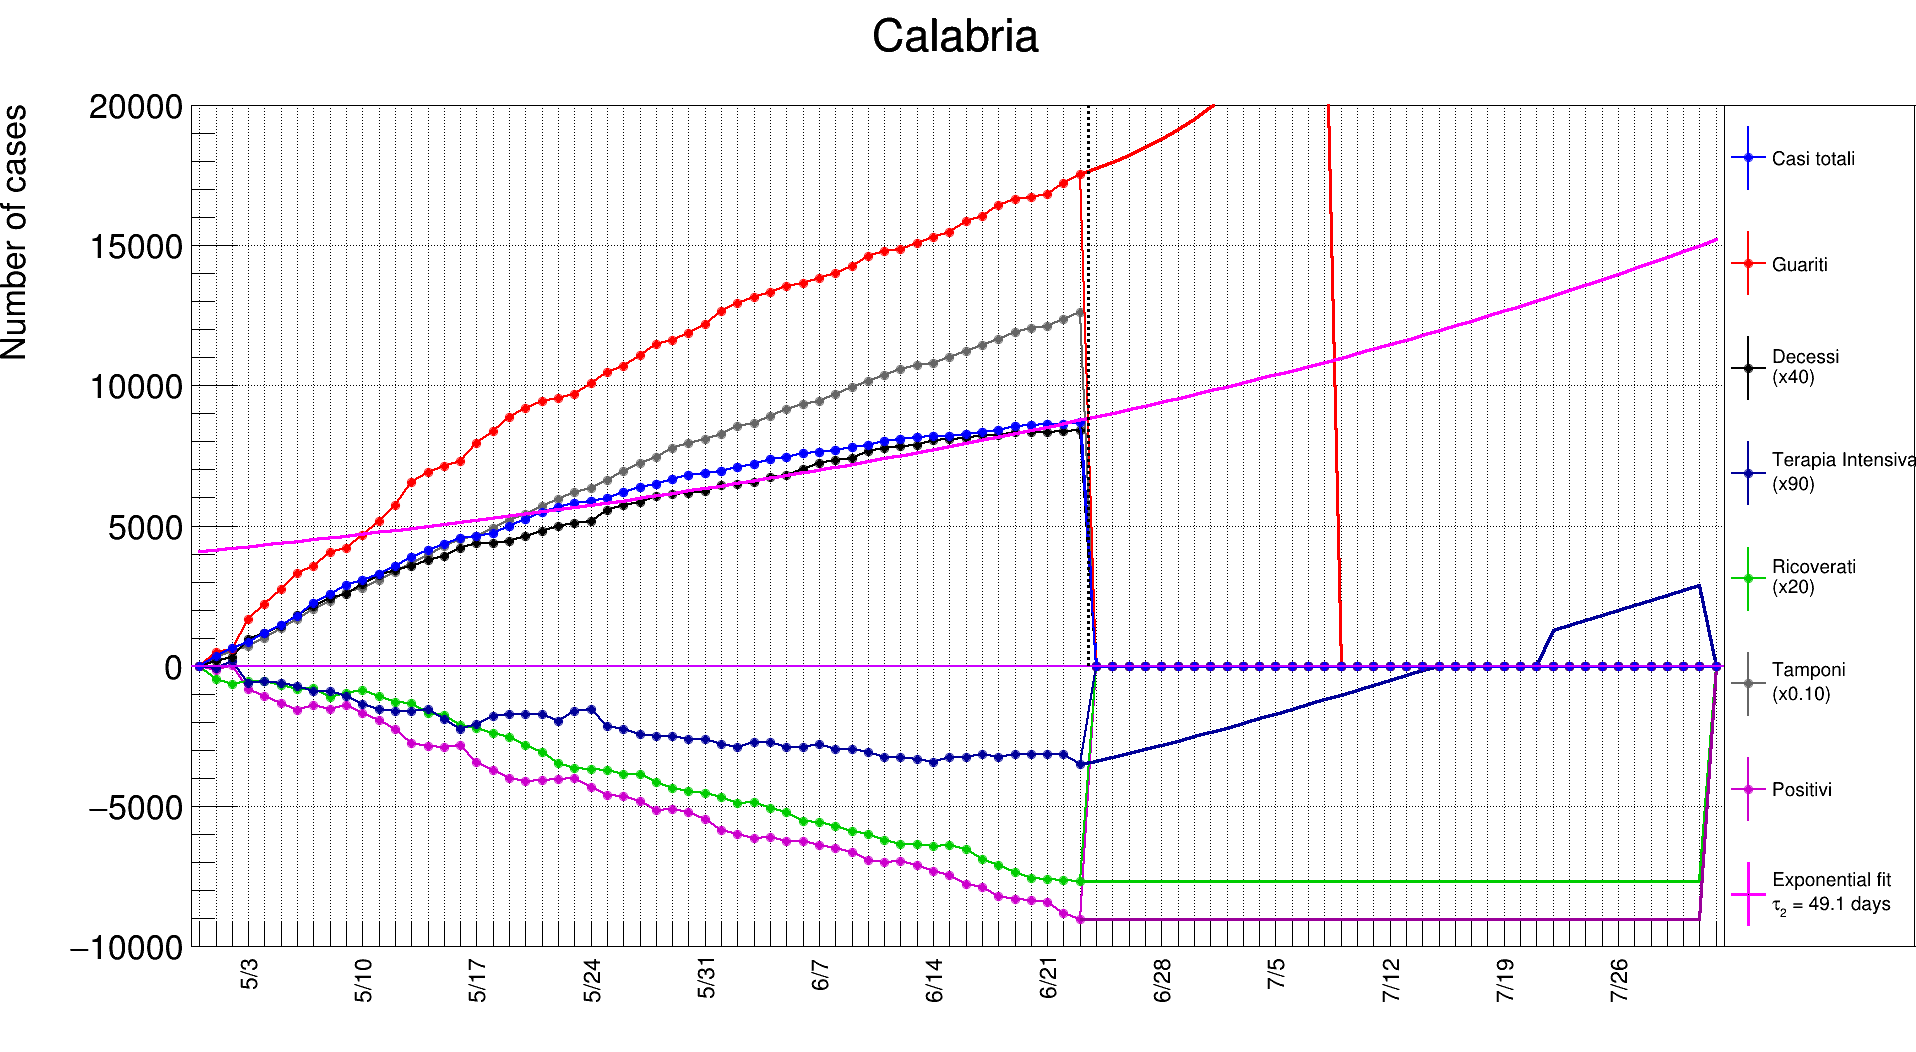 Calabria
Number of cases
20000
15000
10000
5000
0
−5000
−10000
5/3
5/10
5/17
5/24
5/31
6/7
6/14
6/21
6/28
7/5
7/12
7/19
7/26
Casi totali
Guariti
Decessi
(x40)
Terapia Intensiva
(x90)
Ricoverati
(x20)
Tamponi
(x0.10)
Positivi
Exponential fit
τ2 = 49.1 days